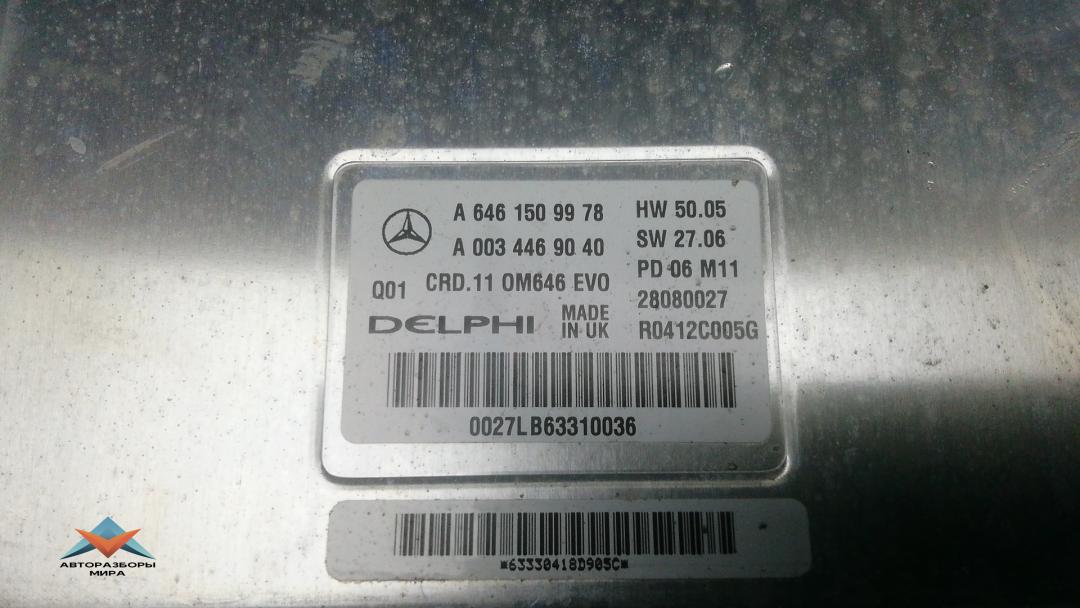 A 646 150 99 78
HW 50.05
A 003 446 90 40
SW 27.06
Q01
CRD.11 OM646 EVO
PD 06 M11
28080027
DELPHI
MADE
IN UK
R0412C005G
0027LB63310036
*63330418D905C*
АВТОРАЗБОРЫ
МИРА